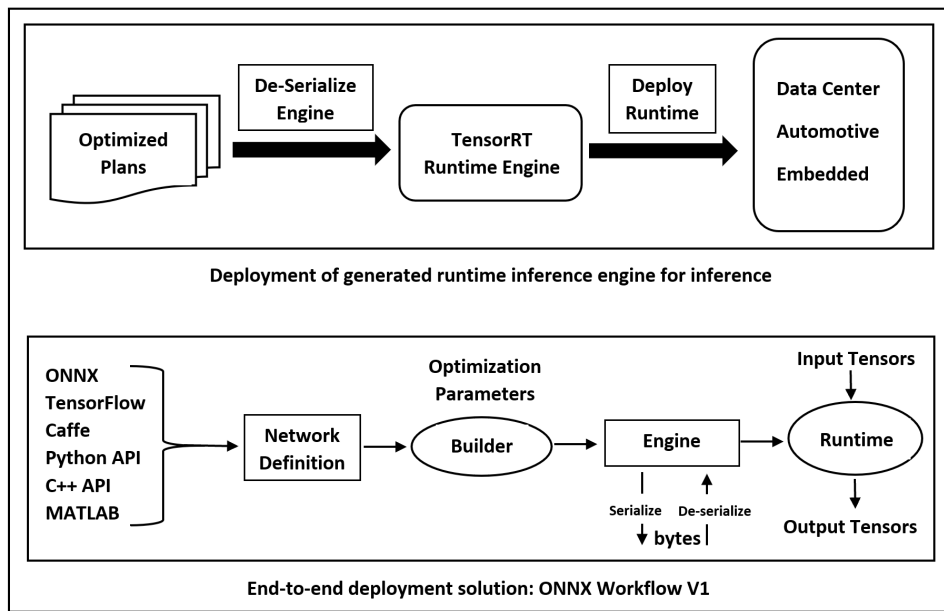 De-Serialize
Engine
Deploy
Runtime
Optimized
Plans
TensorRT
Runtime Engine
Data Center
Automotive
Embedded
Deployment of generated runtime inference engine for inference
ONNX
TensorFlow
Caffe
Python API
C++ API
MATLAB
Network
Definition
Optimization
Parameters
Builder
Engine
Serialize
De-serialize
bytes
Input Tensors
Runtime
Output Tensors
End-to-end deployment solution: ONNX Workflow V1